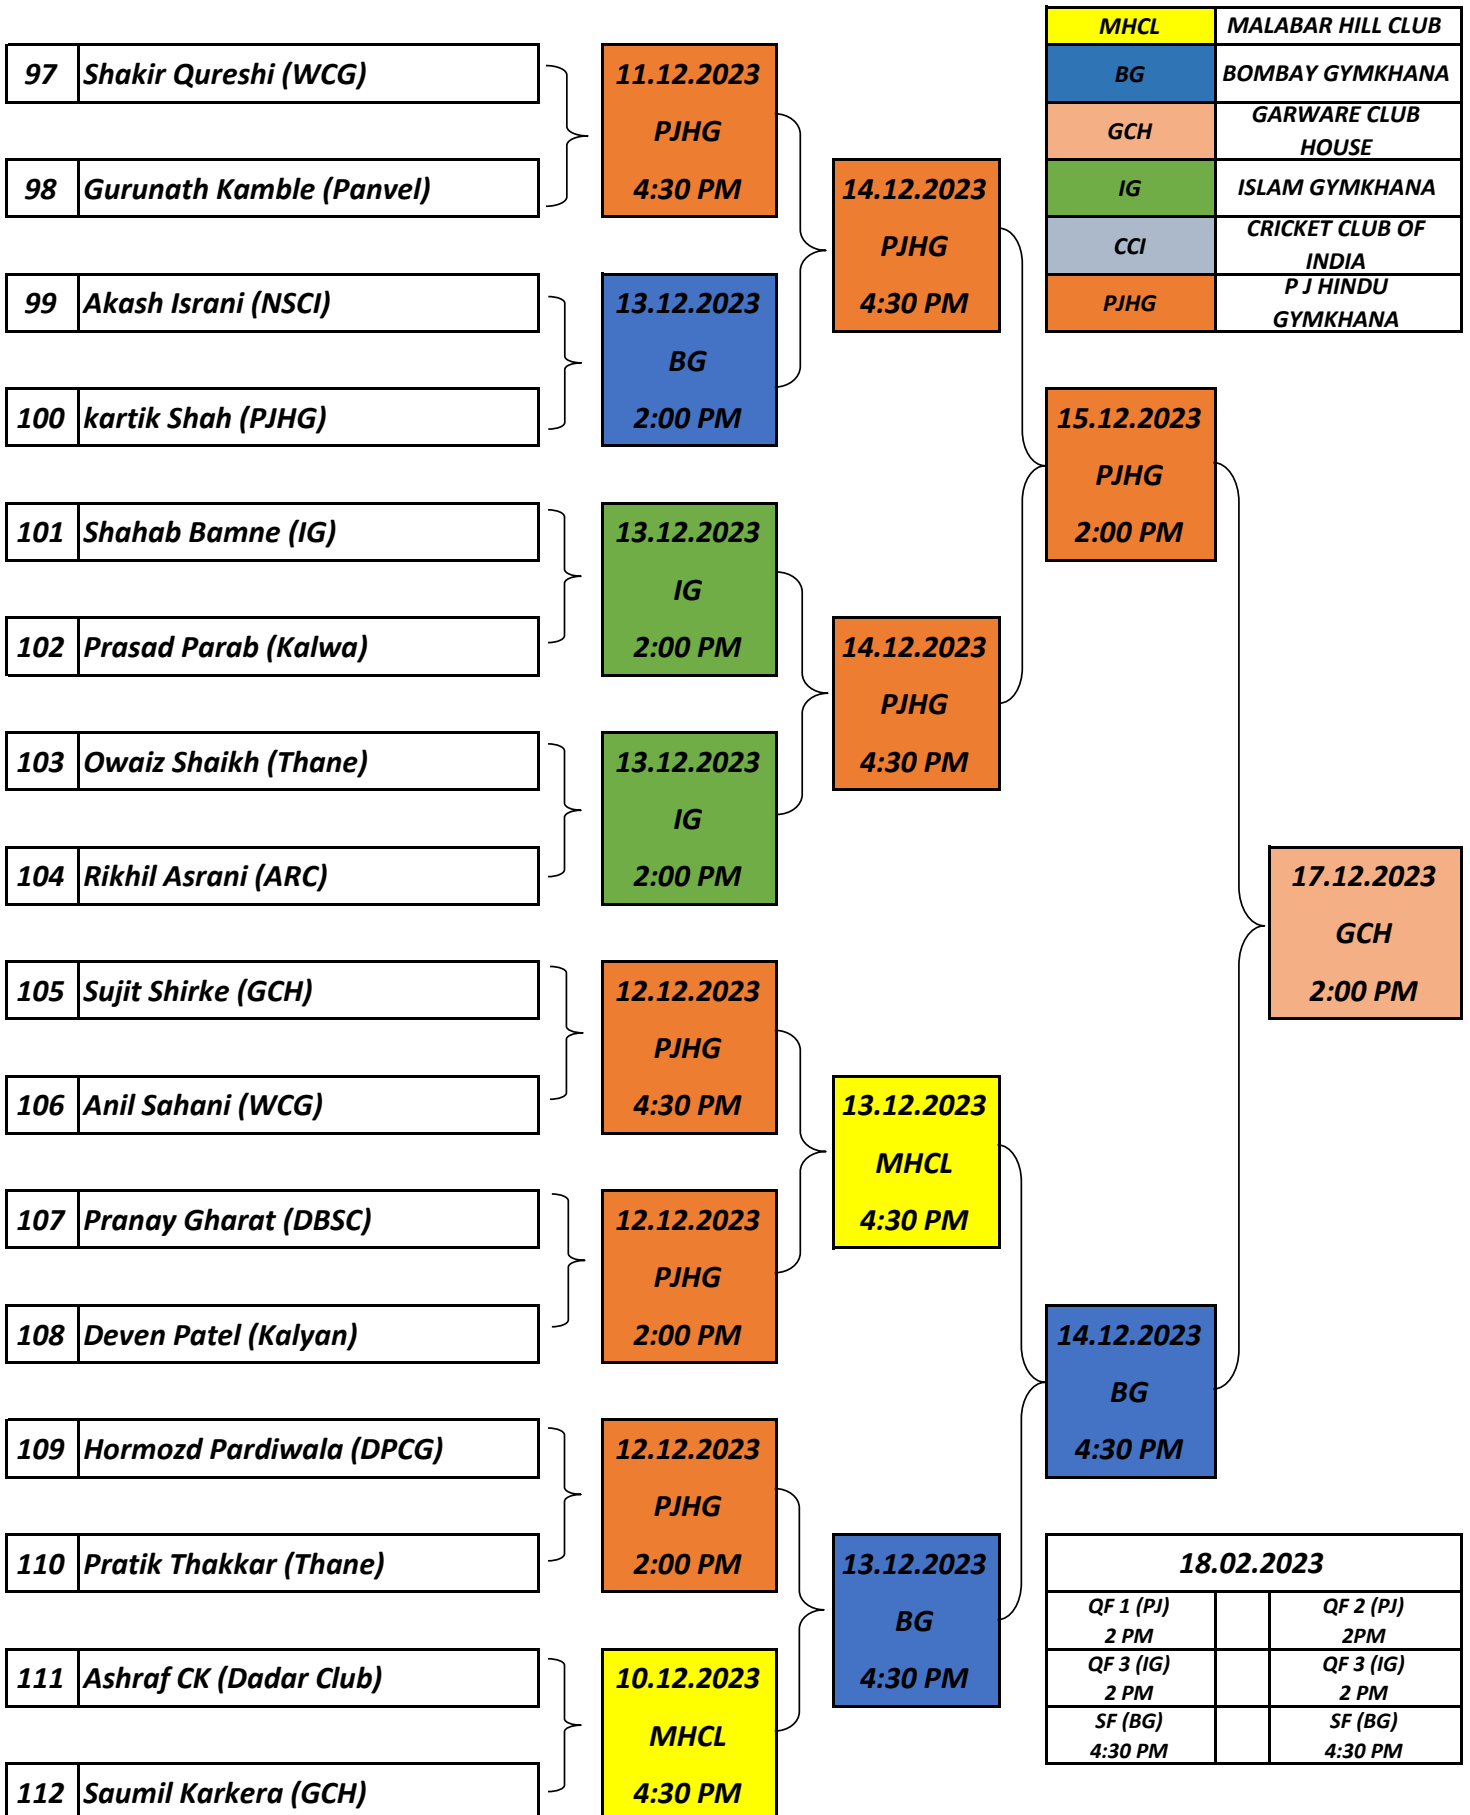 MHCL MALABAR HILL CLUB
97 Shakir Qureshi (WCG)
11.12.2023
PJHG
4:30 PM
BG BOMBAY GYMKHANA
GCH GARWARE CLUB
HOUSE
98 Gurunath Kamble (Panvel)
14.12.2023
PJHG
4:30 PM
IG ISLAM GYMKHANA
CCI CRICKET CLUB OF
INDIA
99 Akash Israni (NSCI)
13.12.2023
BG
2:00 PM
PJHG P J HINDU
GYMKHANA
100 kartik Shah (PJHG)
15.12.2023
PJHG
2:00 PM
101 Shahab Bamne (IG)
13.12.2023
IG
2:00 PM
102 Prasad Parab (Kalwa)
14.12.2023
PJHG
4:30 PM
103 Owaiz Shaikh (Thane)
13.12.2023
IG
2:00 PM
104 Rikhil Asrani (ARC)
17.12.2023
GCH
2:00 PM
105 Sujit Shirke (GCH)
12.12.2023
PJHG
4:30 PM
106 Anil Sahani (WCG)
13.12.2023
MHCL
4:30 PM
107 Pranay Gharat (DBSC)
12.12.2023
PJHG
2:00 PM
108 Deven Patel (Kalyan)
14.12.2023
BG
4:30 PM
109 Hormozd Pardiwala (DPCG)
12.12.2023
PJHG
2:00 PM
110 Pratik Thakkar (Thane)
13.12.2023
BG
4:30 PM
18.02.2023
QF 1 (PJ) QF 2 (PJ)
2 PM 2PM
QF 3 (IG) QF 3 (IG)
2 PM 2 PM
SF (BG) SF (BG)
4:30 PM 4:30 PM
111 Ashraf CK (Dadar Club)
10.12.2023
MHCL
4:30 PM
112 Saumil Karkera (GCH)